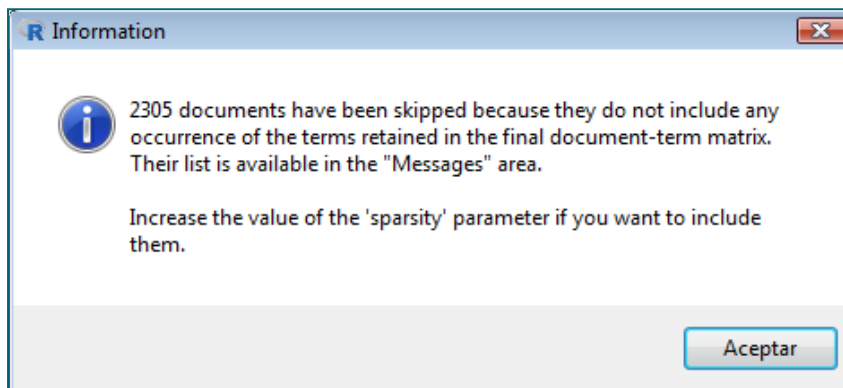 Information
2305 documents have been skipped because they do not include any
occurrence of the terms retained in the final document-term matrix.
Their list is available in the "Messages" area.
Increase the value of the 'sparsity' parameter if you want to include
them.
Aceptar